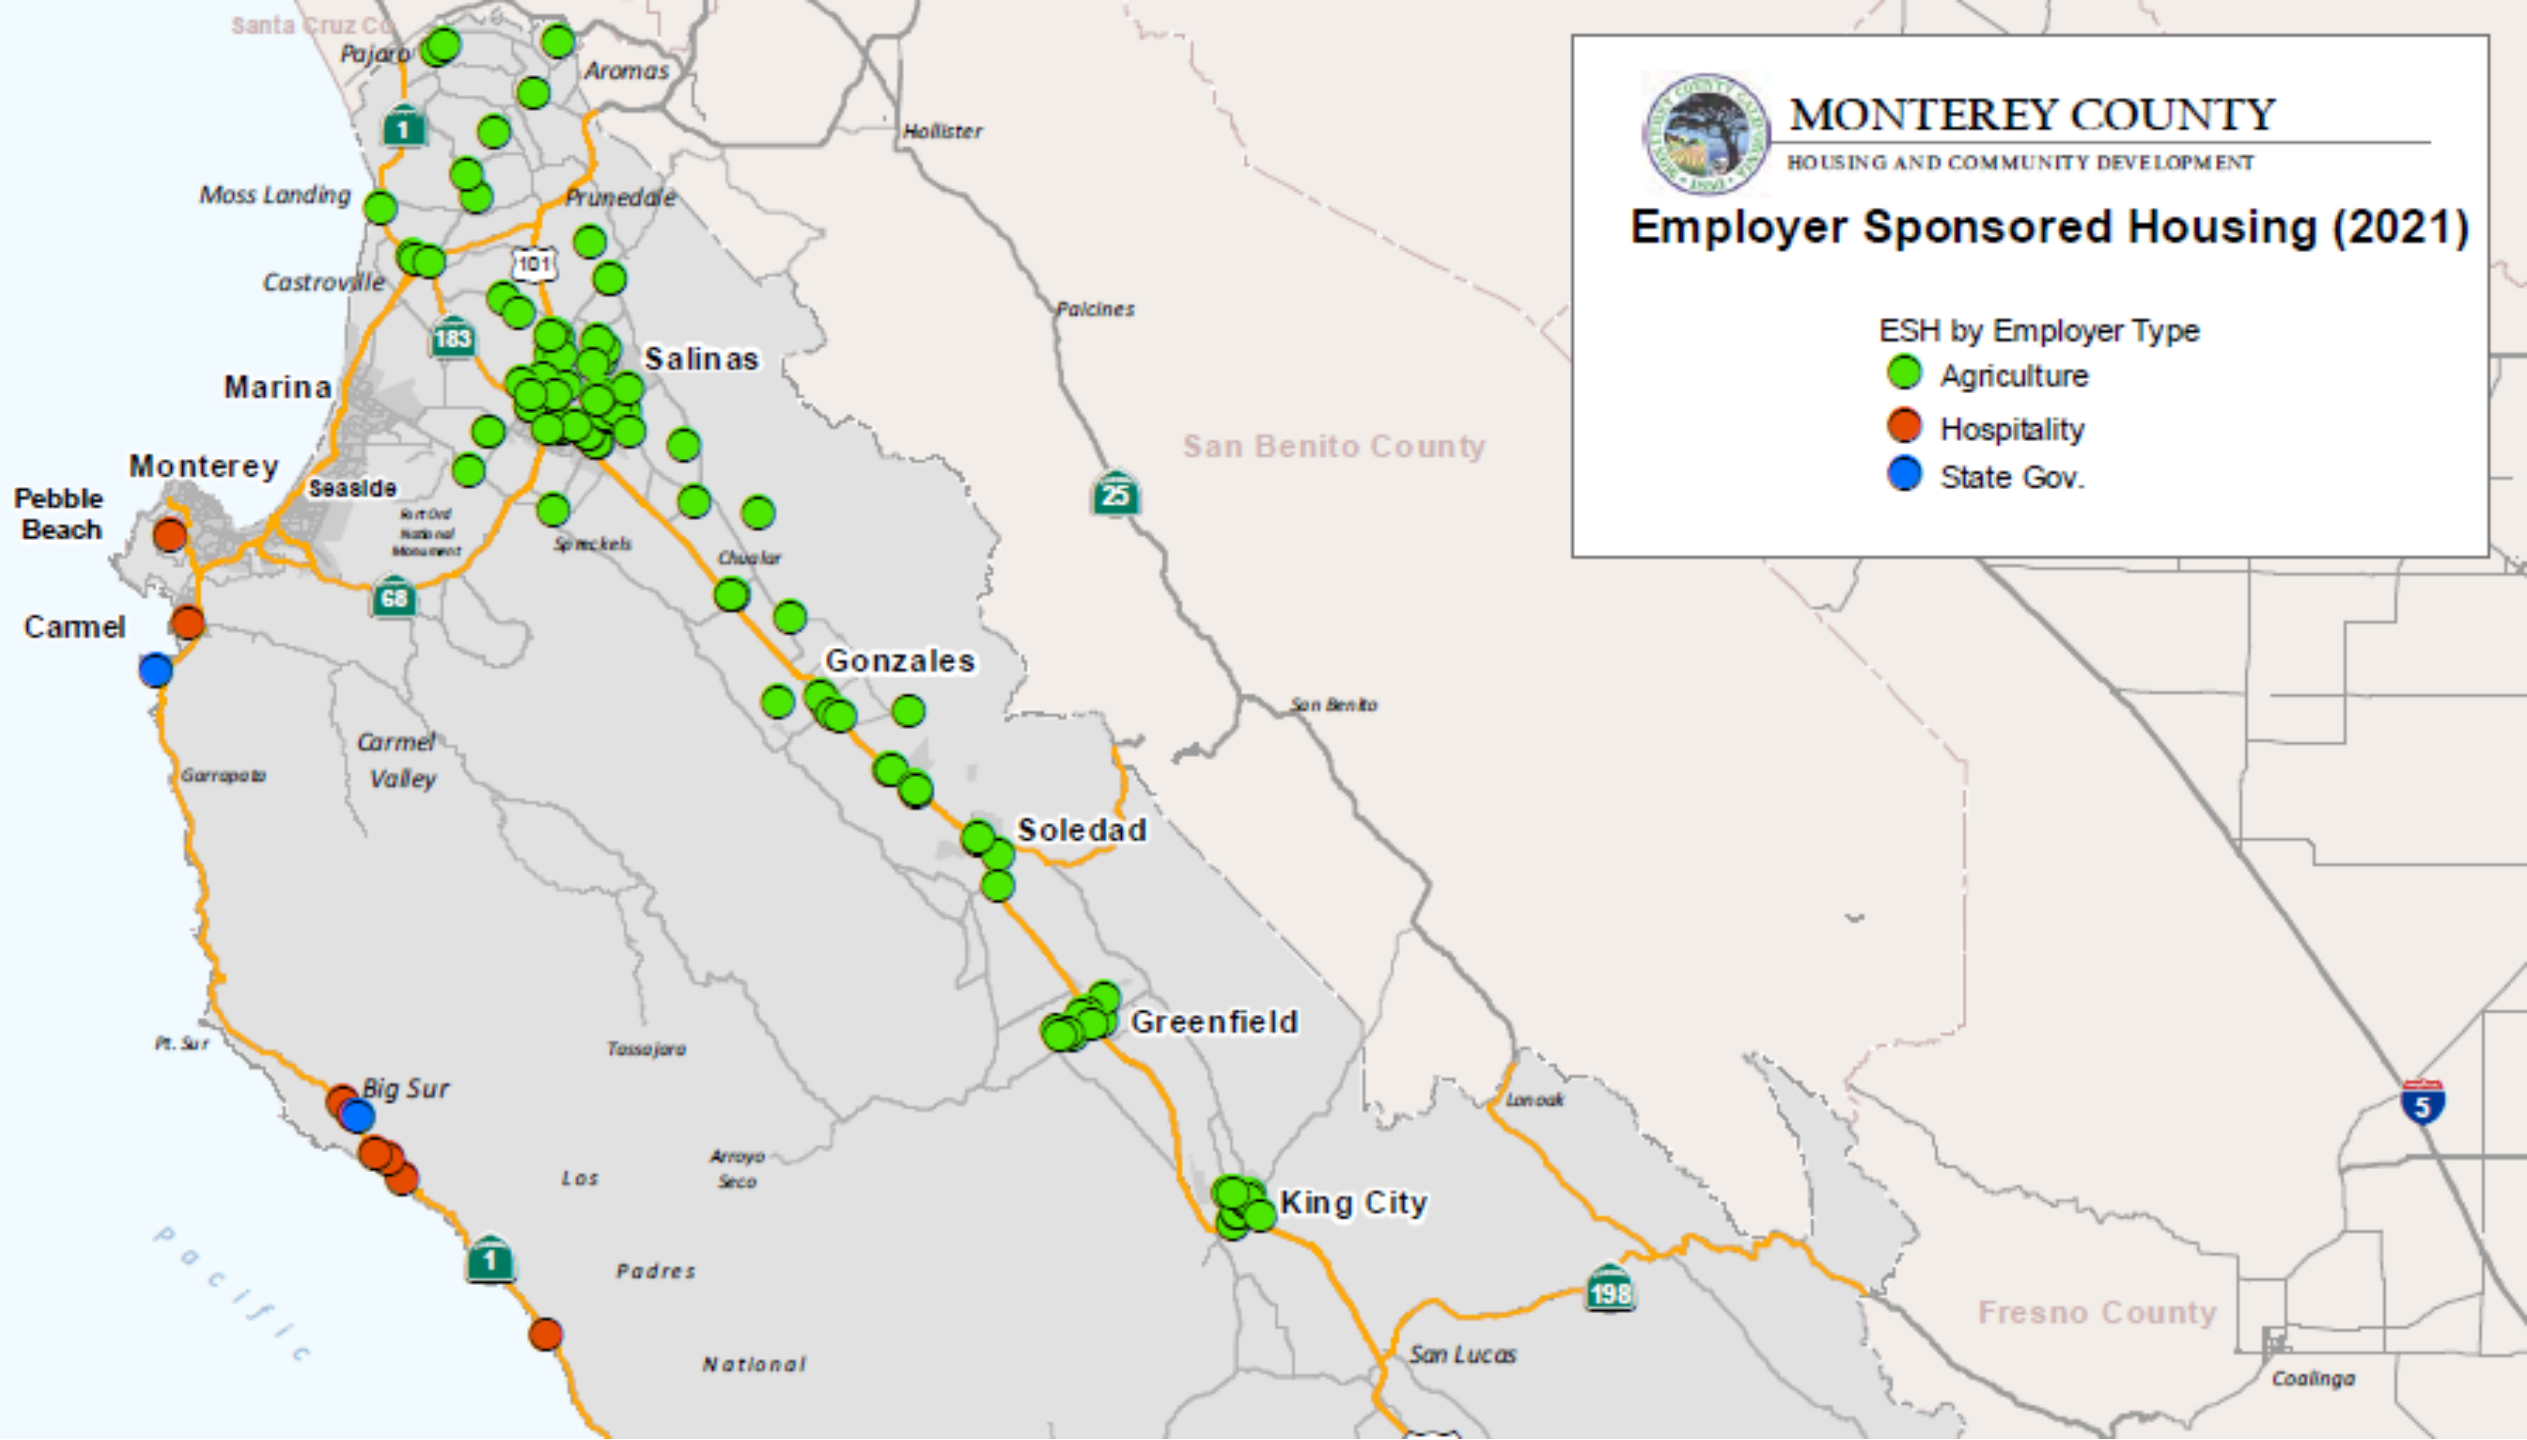 Santa Cruz Co
Pajaro
Aromas
1
Hollister
Moss Landing
Prunedale
101
Castroville
Paicines
183
Salinas
Marina
San Benito County
Monterey
Seaside
Pebble
Beach
25
Fort Ord
National
Monument
Spreckels
Chualar
68
Carmel
Gonzales
San Benito
Carmel
Valley
Garrapata
Soledad
Greenfield
Pt. Sur
Tassajara
Big Sur
Lonoak
5
Arroyo
Seco
Los
King City
Pacific
1
Padres
198
Fresno County
San Lucas
National
Coalinga
MONTEREY COUNTY
HOUSING AND COMMUNITY DEVELOPMENT
Employer Sponsored Housing (2021)
ESH by Employer Type
Agriculture
Hospitality
State Gov.